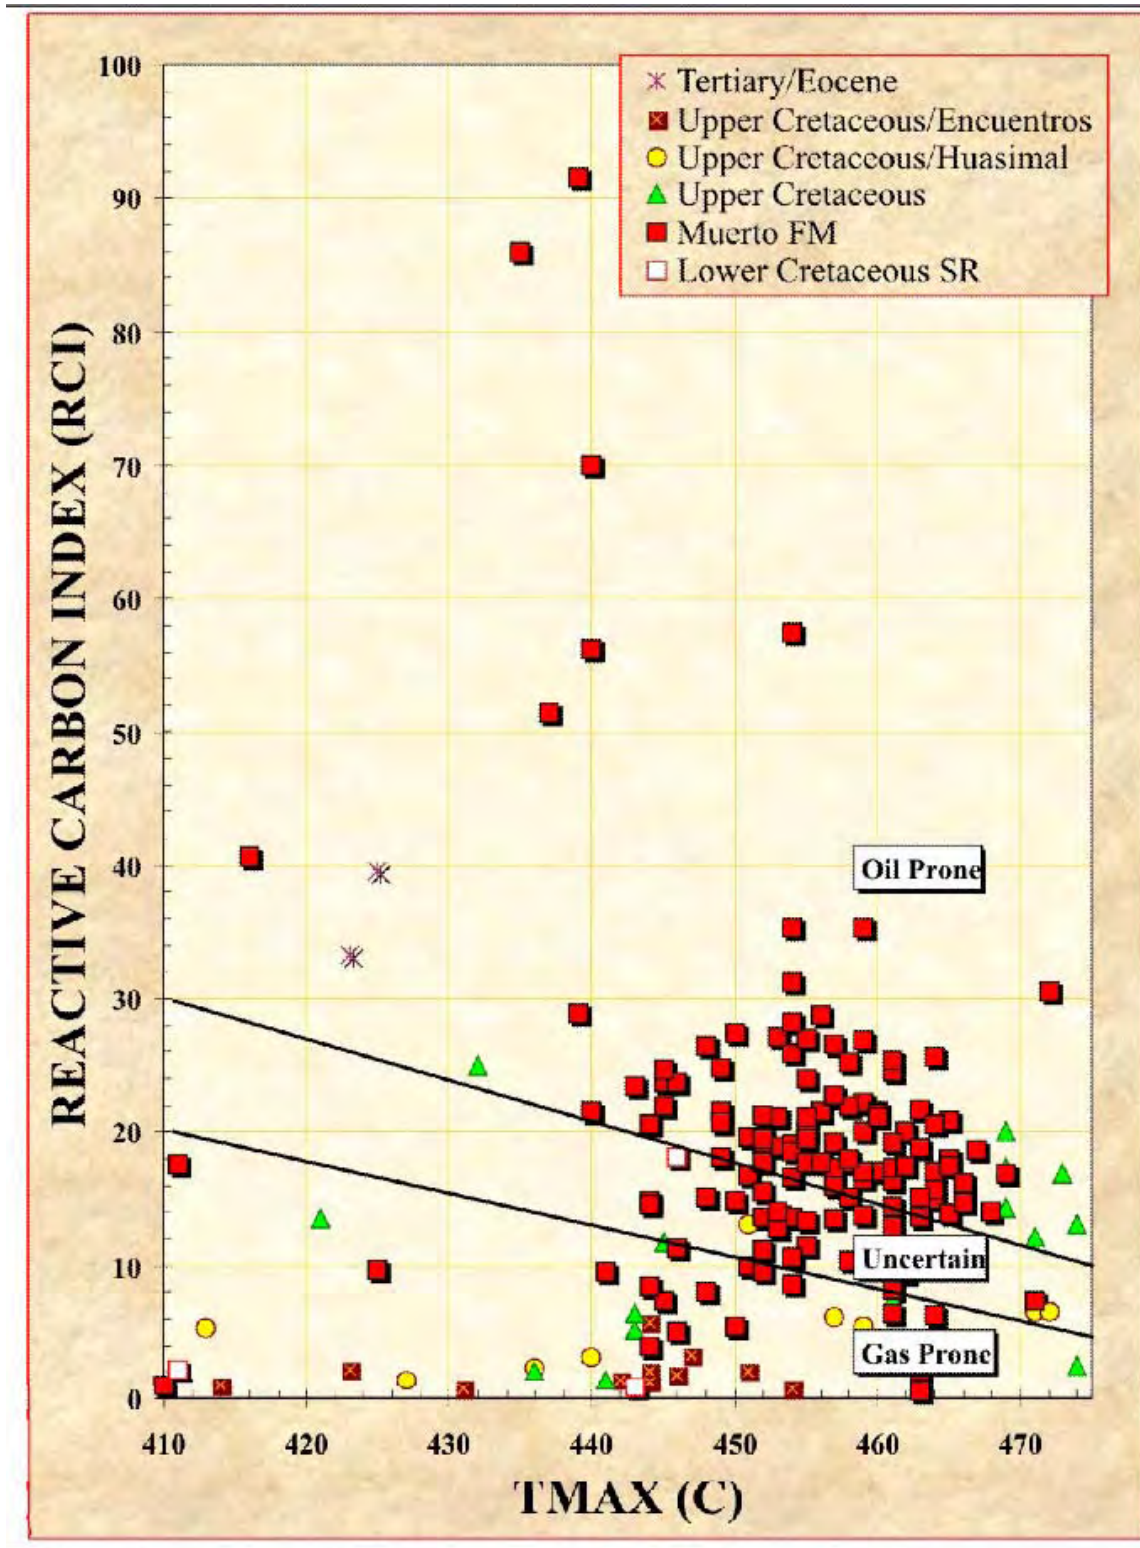 100
90
80
70
60
50
40
30
20
10
0
REACTIVE CARBON INDEX (RCI)
Tertiary/Eocene
Upper Cretaceous/Encuentros
Upper Cretaceous/Huasimal
Upper Cretaceous
Muerto FM
Lower Cretaceous SR
Oil Prone
Uncertain
Gas Prone
410 420 430 440 450 460 470
TMAX (C)